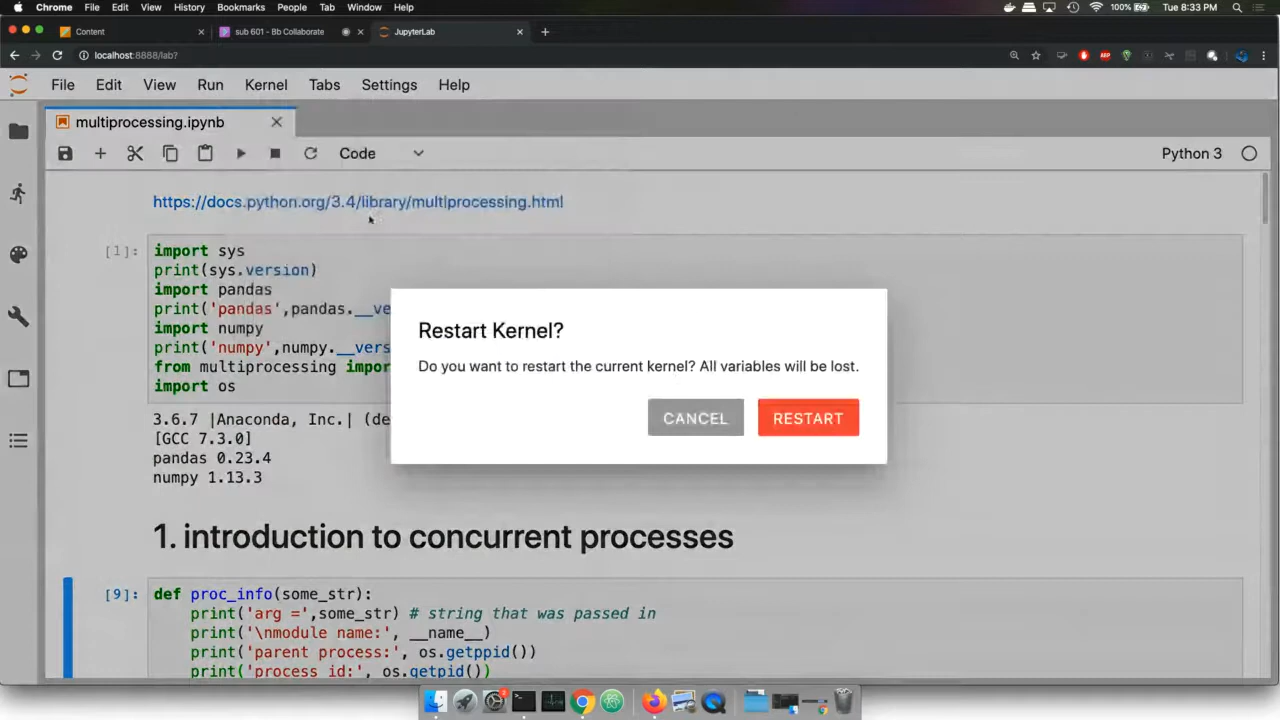 Chrome File Edit View History Bookmarks People Tab Window Help 100% Tue 8:33 PM
Content sub 601 - Bb Collaborate JupyterLab
localhost:8888/lab?
ABP
File Edit View Run Kernel Tabs Settings Help
multiprocessing.ipynb
Code Python 3
https://docs.python.org/3.4/library/multiprocessing.html
[1]: import sys
print(sys.version)
import pandas
print('pandas',pandas.__ve
import numpy
print('numpy',numpy.__vers
from multiprocessing impor
import os
3.6.7 |Anaconda, Inc.| (de
[GCC 7.3.0]
pandas 0.23.4
numpy 1.13.3
Restart Kernel?
Do you want to restart the current kernel? All variables will be lost.
CANCEL RESTART
1. introduction to concurrent processes
[9]: def proc_info(some_str):
print('arg =',some_str) # string that was passed in
print('\nmodule name:', __name__)
print('parent process:', os.getppid())
print('process id:', os.getpid())